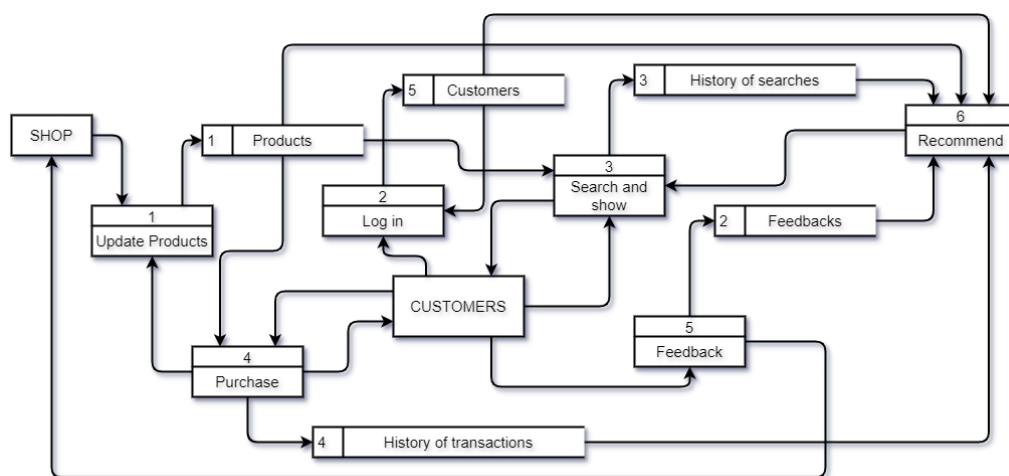 3 History of searches
5 Customers
6
Recommend
SHOP
1 Products
3
Search and
show
2
Log in
1
Update Products
2 Feedbacks
CUSTOMERS
5
Feedback
4
Purchase
4 History of transactions